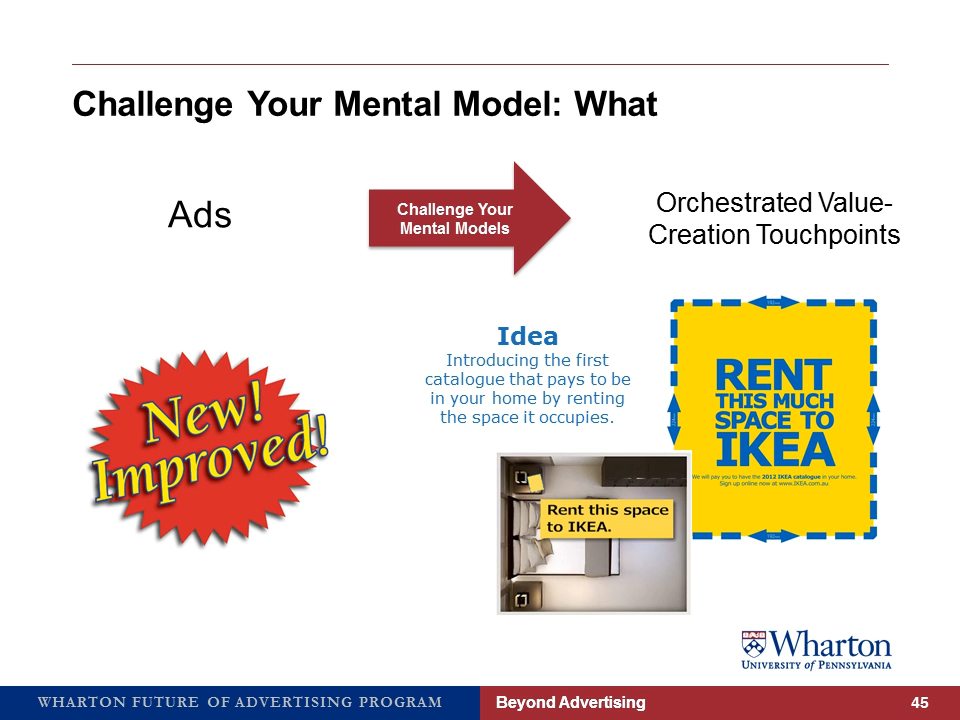 Challenge Your Mental Model: What
Ads
Challenge Your
Mental Models
Orchestrated Value-
Creation Touchpoints
New!
Improved!
Idea
Introducing the first
catalogue that pays to be
in your home by renting
the space it occupies.
Rent this space
to IKEA.
RENT
THIS MUCH
SPACE TO
IKEA
We will pay you to have the 2012 IKEA catalogue in your home.
Sign up online now at www.IKEA.com.au
Wharton
UNIVERSITY OF PENNSYLVANIA
WHARTON FUTURE OF ADVERTISING PROGRAM
Beyond Advertising
45